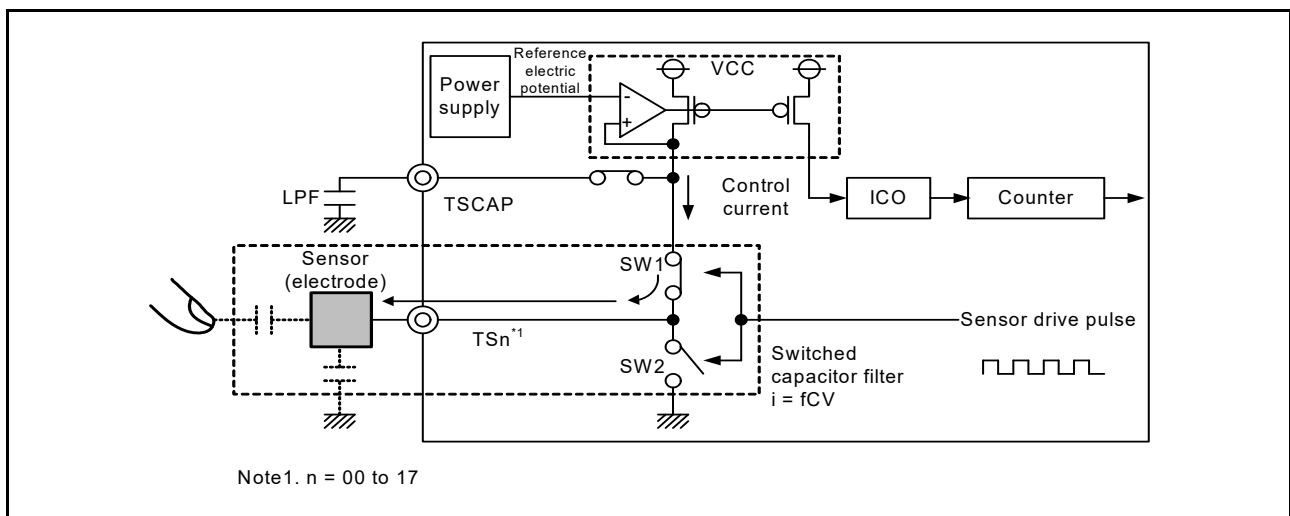 Reference
electric
potential
Power
supply
VCC
-
+
LPF
TSCAP
Control
current
ICO
Counter
Sensor
(electrode)
SW1
TSn*1
Sensor drive pulse
SW2
Switched
capacitor filter
i = fCV
Note1. n = 00 to 17